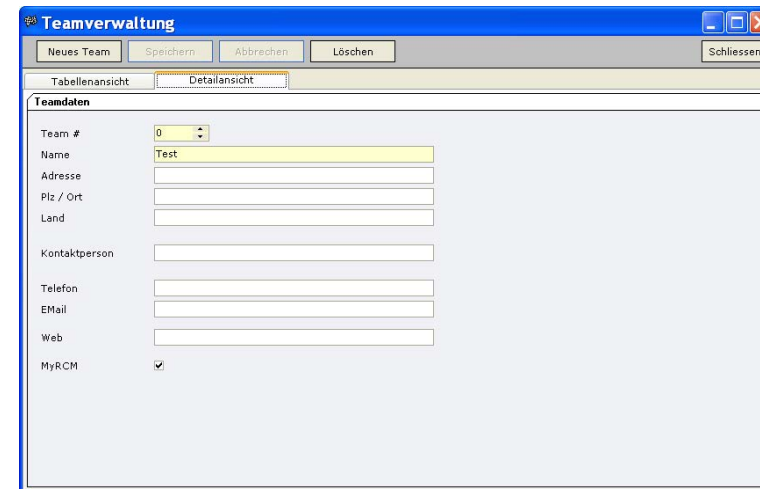 Teamverwaltung
Neues Team Speichern Abbrechen Löschen Schliessen
Tabellenansicht Detailansicht
Teamdaten
Team # 0
Name Test
Adresse
Plz / Ort
Land
Kontaktperson
Telefon
EMail
Web
MyRCM